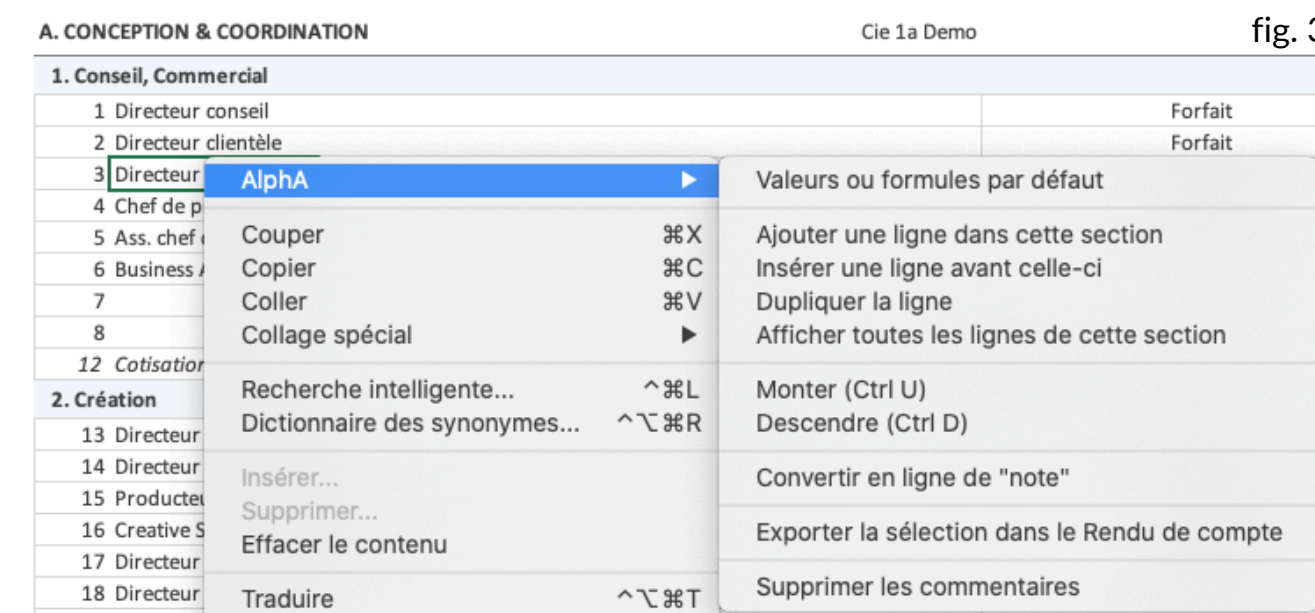 A. CONCEPTION & COORDINATION Cie 1a Demo fig.
1. Conseil, Commercial
1 Directeur conseil Forfait
2 Directeur clientèle Forfait
3 Directeur
4 Chef de
5 Ass. chef
6 Business
7
8
12
2. Création
13 Directeur
14 Directeur
15
16 Creative
17 Directeur
18 Directeur
AlphA ▶
Couper ⌘X
Copier ⌘C
Coller ⌘V
Collage spécial ▶
Recherche intelligente... ^⌘L
Dictionnaire des synonymes... ^⌥⌘R
Insérer...
Supprimer...
Effacer le contenu
Traduire ^⌥⌘T
Valeurs ou formules par défaut
Ajouter une ligne dans cette section
Insérer une ligne avant celle-ci
Dupliquer la ligne
Afficher toutes les lignes de cette section
Monter (Ctrl U)
Descendre (Ctrl D)
Convertir en ligne de "note"
Exporter la sélection dans le Rendu de compte
Supprimer les commentaires